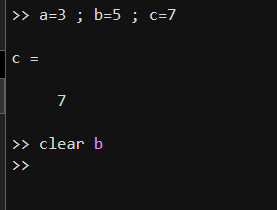 >> a=3 ; b=5 ; c=7
c =
7
>> clear b
>>